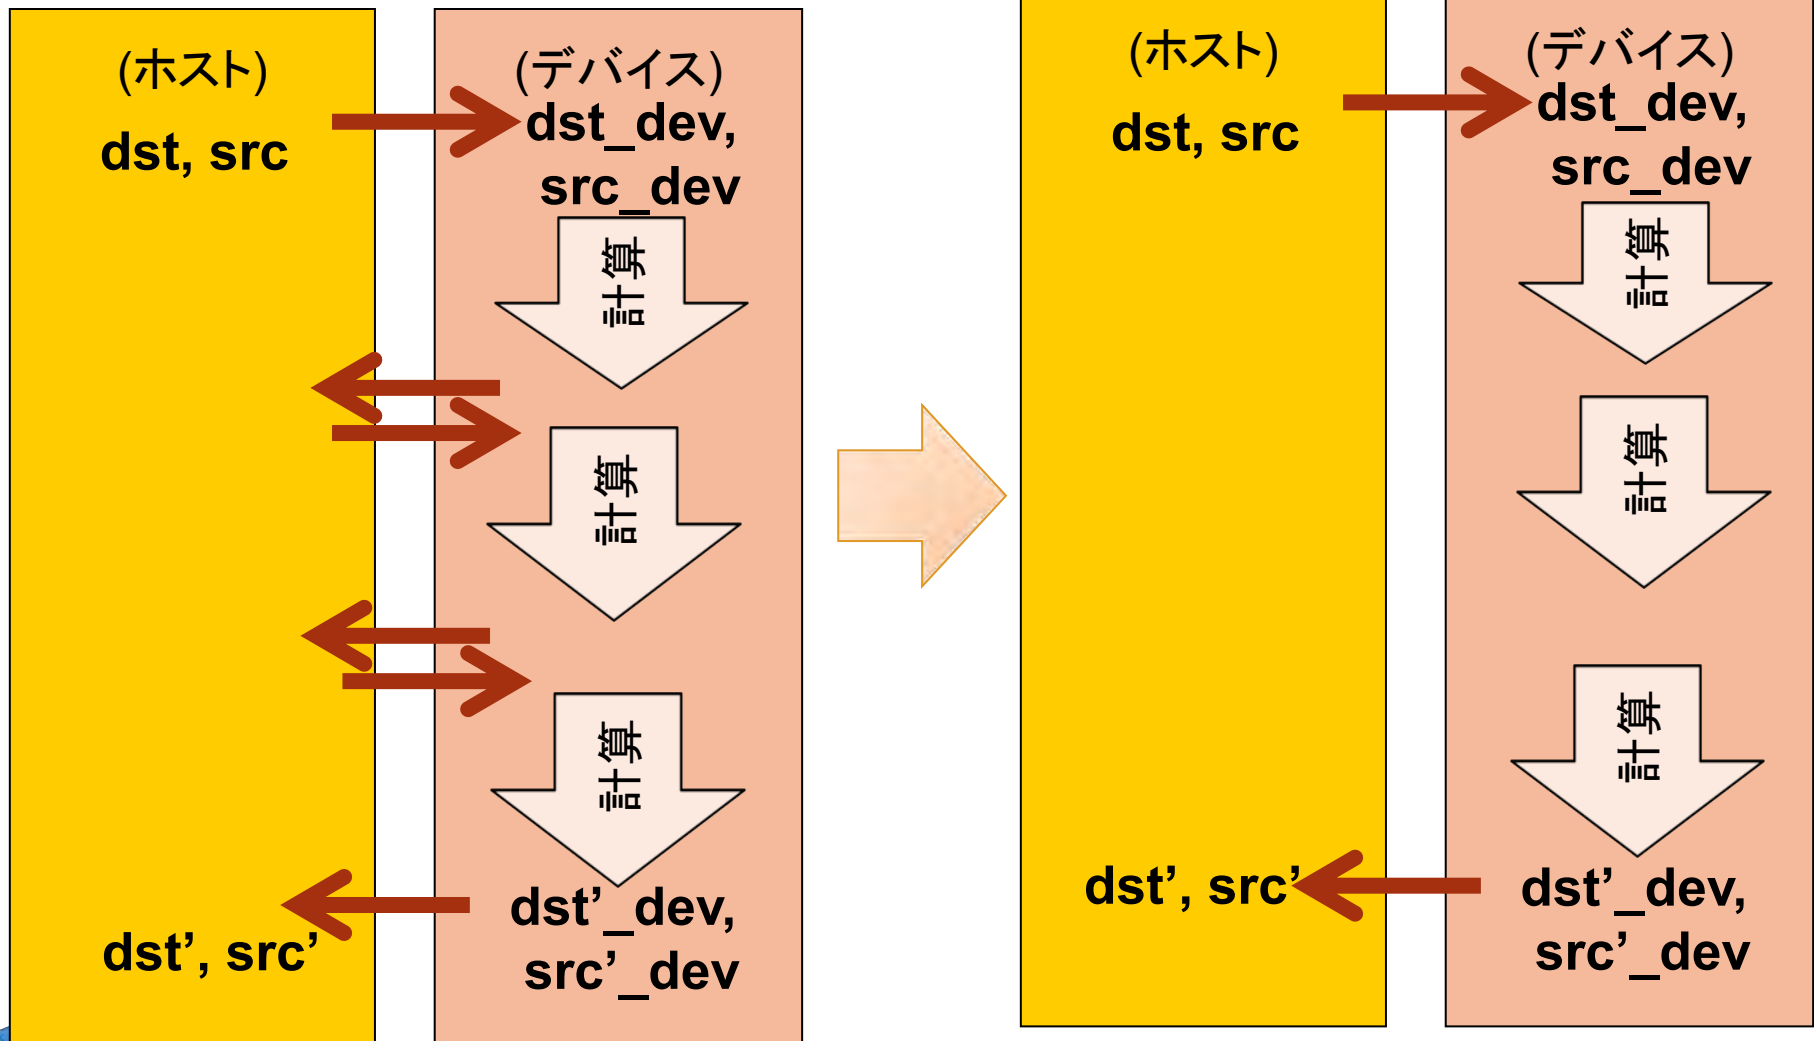 (ホスト)
dst, src
(デバイス)
dst_dev,
src_dev
計算
計算
計算
dst’_dev,
src’_dev
dst’, src’
(ホスト)
dst, src
(デバイス)
dst_dev,
src_dev
計算
計算
計算
dst’, src’
dst’_dev,
src’_dev